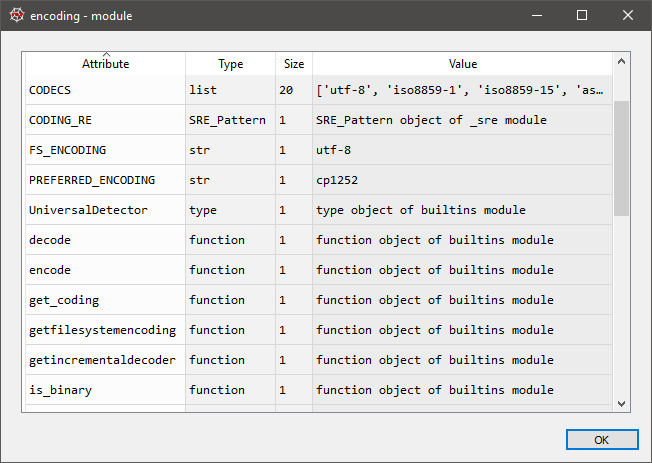 encoding - module
Attribute Type Size Value
CODECS list 20 ['utf-8', 'iso8859-1', 'iso8859-15', 'as...
CODING_RE SRE_Pattern 1 SRE_Pattern object of _sre module
FS_ENCODING str 1 utf-8
PREFERRED_ENCODING str 1 cp1252
UniversalDetector type 1 type object of builtins module
decode function 1 function object of builtins module
encode function 1 function object of builtins module
get_coding function 1 function object of builtins module
getfilesystemencoding function 1 function object of builtins module
getincrementaldecoder function 1 function object of builtins module
is_binary function 1 function object of builtins module
OK